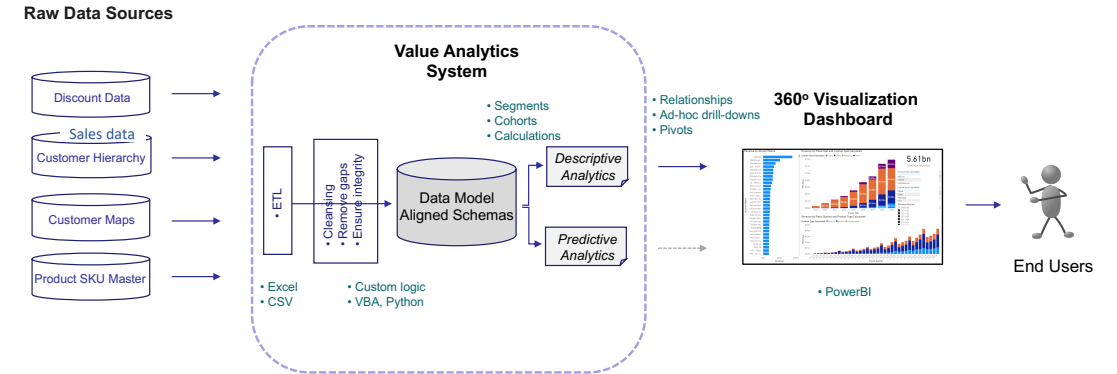 Raw Data Sources
Discount Data
Sales data
Customer Hierarchy
Customer Maps
Product SKU Master
Value Analytics
System
• ETL
• Cleansing
• Remove gaps
• Ensure integrity
• Excel
• CSV
• Custom logic
• VBA, Python
Data Model
Aligned Schemas
• Segments
• Cohorts
• Calculations
Descriptive
Analytics
Predictive
Analytics
• Relationships
• Ad-hoc drill-downs
• Pivots
360º Visualization
Dashboard
5.61bn
• PowerBI
End Users